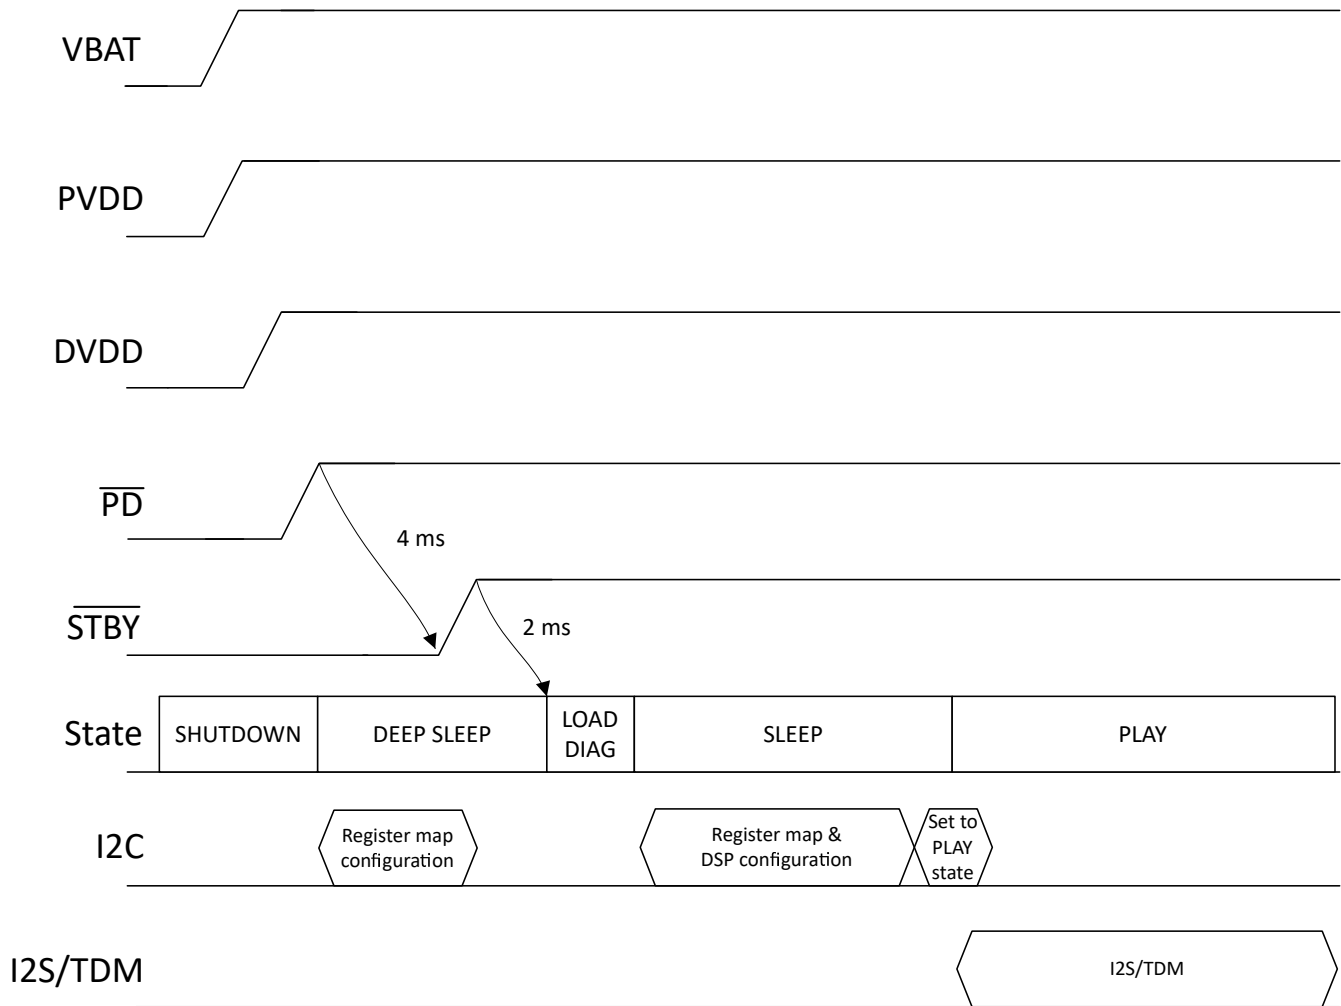 VBAT
PVDD
DVDD
PD
4 ms
STBY
2 ms
State
SHUTDOWN
DEEP SLEEP
LOAD
DIAG
SLEEP
PLAY
I2C
Register map
configuration
Register map &
DSP configuration
Set to
PLAY
state
I2S/TDM
I2S/TDM